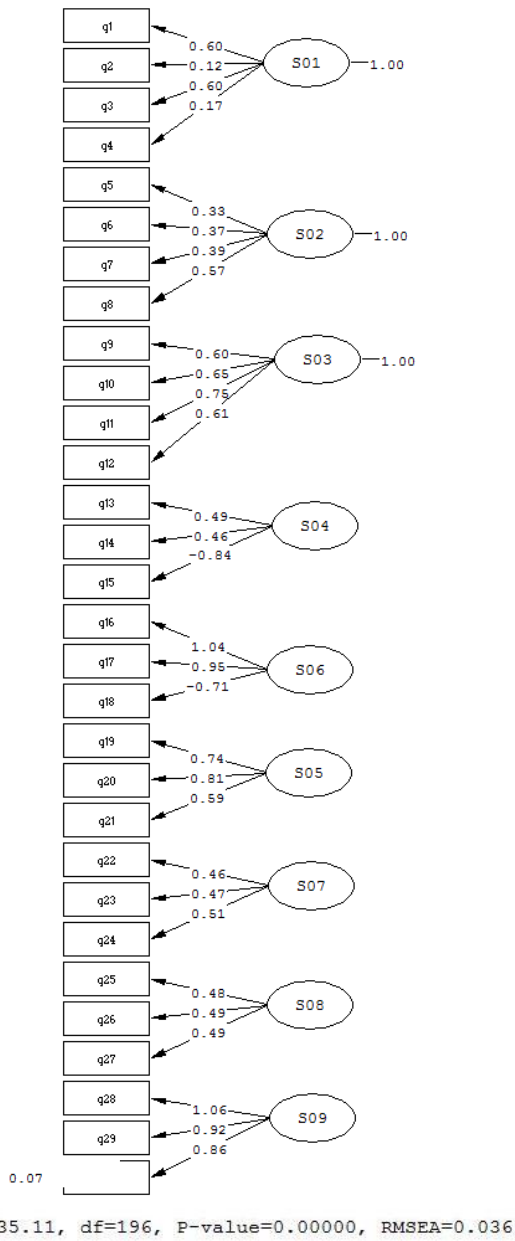 q1
0.60
q2
0.12
S01
1.00
q3
0.60
q4
0.17
q5
0.33
q6
0.37
S02
1.00
q7
0.39
q8
0.57
q9
0.60
S03
1.00
q10
0.65
q11
0.75
q12
0.61
q13
0.49
q14
0.46
S04
q15
-0.84
q16
1.04
q17
0.95
S06
q18
-0.71
q19
0.74
q20
0.81
S05
q21
0.59
q22
0.46
q23
0.47
S07
q24
0.51
q25
0.48
q26
0.49
S08
q27
0.49
q28
1.06
q29
0.92
S09
0.86
0.07
35.11, df=196, P-value=0.00000, RMSEA=0.036